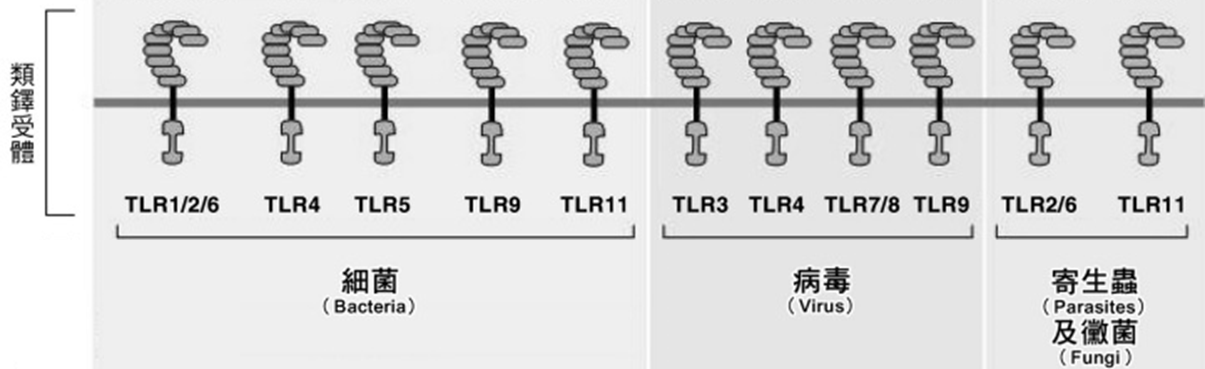 類鐸受體
TLR1/2/6 TLR4 TLR5 TLR9 TLR11 TLR3 TLR4 TLR7/8 TLR9 TLR2/6 TLR11
細菌
(Bacteria)
病毒
(Virus)
寄生蟲
(Parasites)
及黴菌
(Fungi)